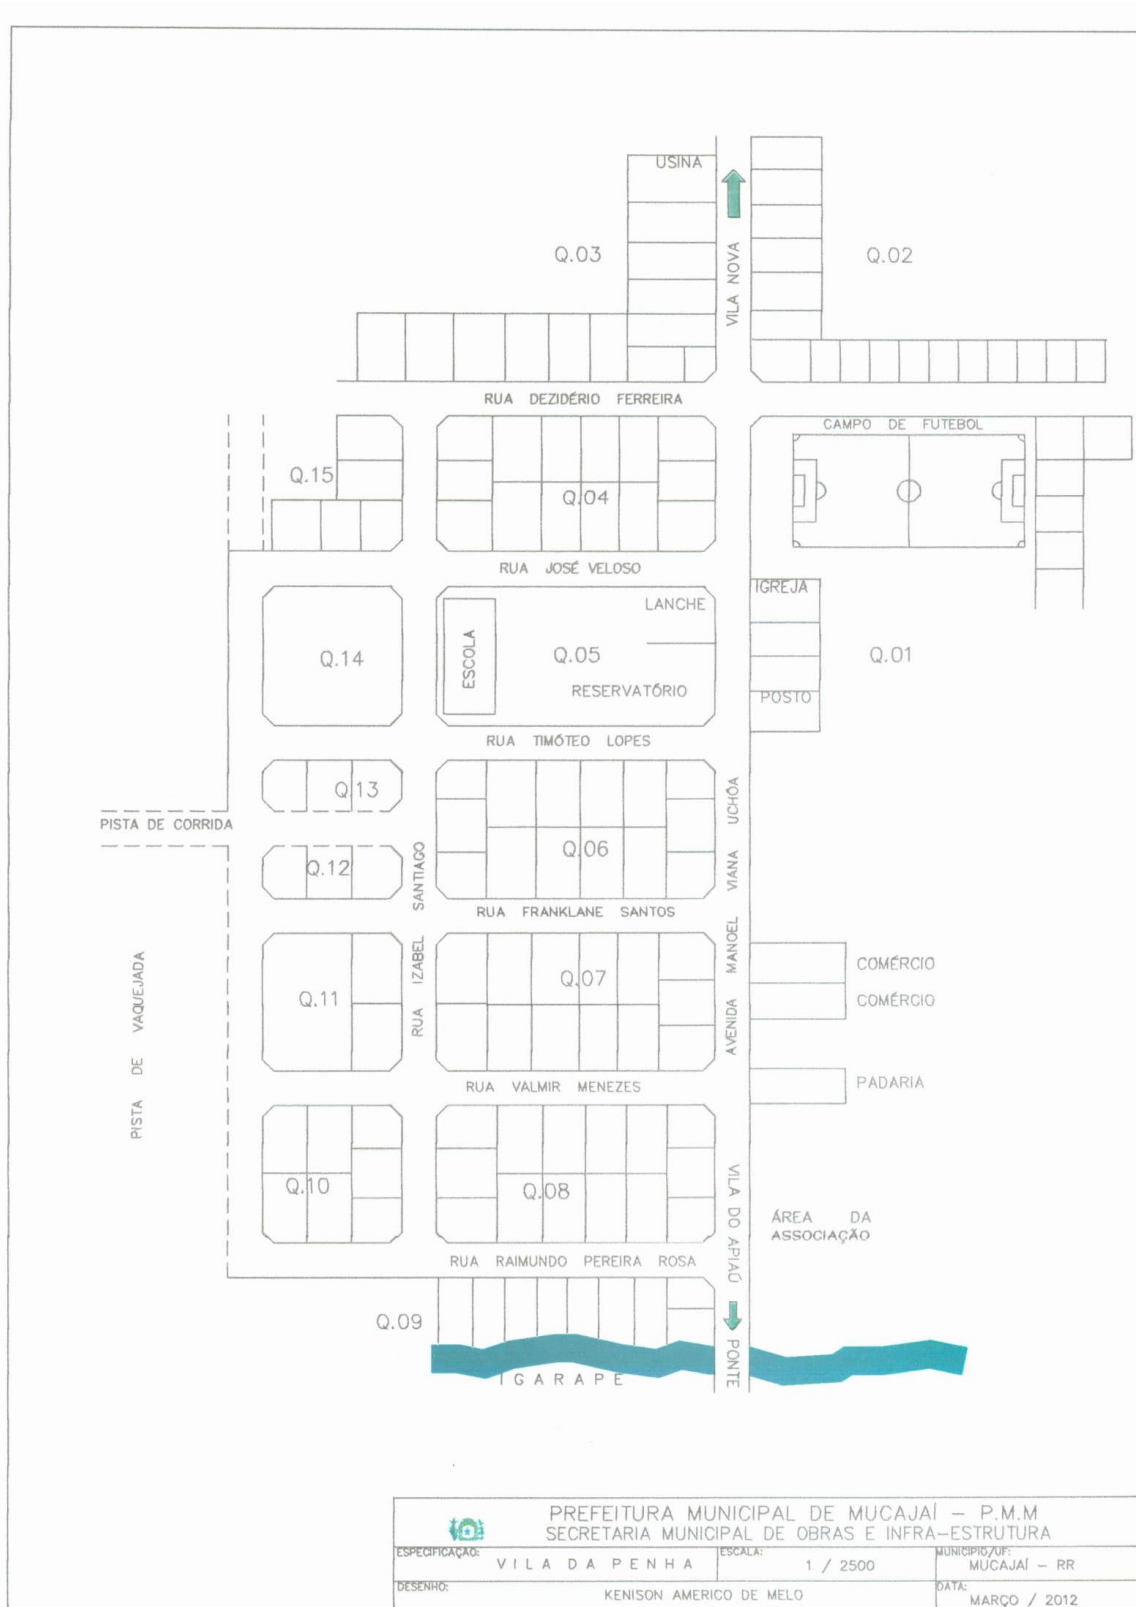 USINA
Q.03
VILA NOVA
Q.02
RUA DEZIDÉRIO FERREIRA
CAMPO DE FUTEBOL
Q.15
Q.04
RUA JOSÉ VELOSO
IGREJA
LANCHE
ESCOLA
Q.14
Q.05
Q.01
RESERVATÓRIO
POSTO
RUA TIMÓTEO LOPES
Q.13
PISTA DE CORRIDA
Q.12
Q.06
RUA FRANKLANE SANTOS
RUA IZABEL SANTIAGO
AVENIDA MANOEL VIANA UCHÔA
PISTA DE VAQUEJADA
COMÉRCIO
Q.07
Q.11
COMÉRCIO
RUA VALMIR MENEZES
PADARIA
Q.10
Q.08
VILA DO APIAÚ
ÁREA DA
ASSOCIAÇÃO
RUA RAIMUNDO PEREIRA ROSA
Q.09
PONTE
IGARAPE
PREFEITURA MUNICIPAL DE MUCAJAÍ – P.M.M
SECRETARIA MUNICIPAL DE OBRAS E INFRA–ESTRUTURA
ESPECIFICAÇÃO: VILA DA PENHA
ESCALA: 1 / 2500
MUNICÍPIO/UF: MUCAJAÍ – RR
DESENHO: KENISON AMERICO DE MELO
DATA: MARÇO / 2012